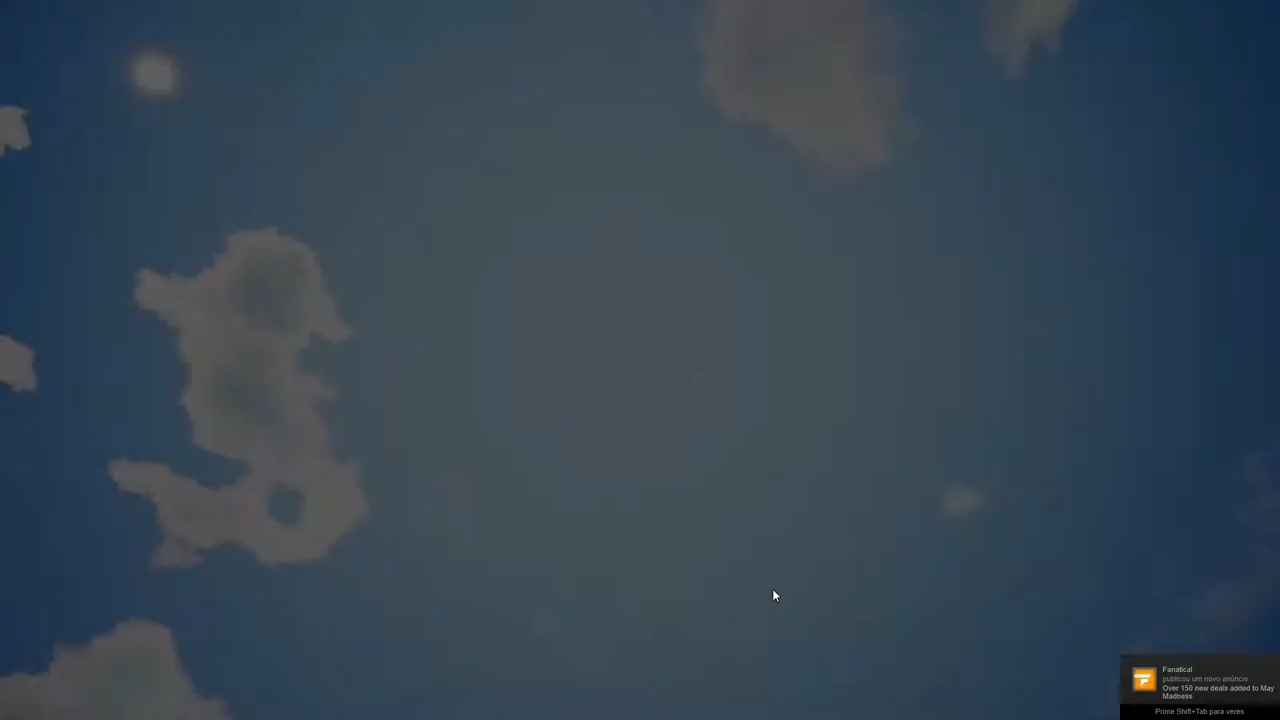 Fanatical
publicou um novo anúncio
Over 150 new deals added to May
Madness
Prime Shift+Tab para veres